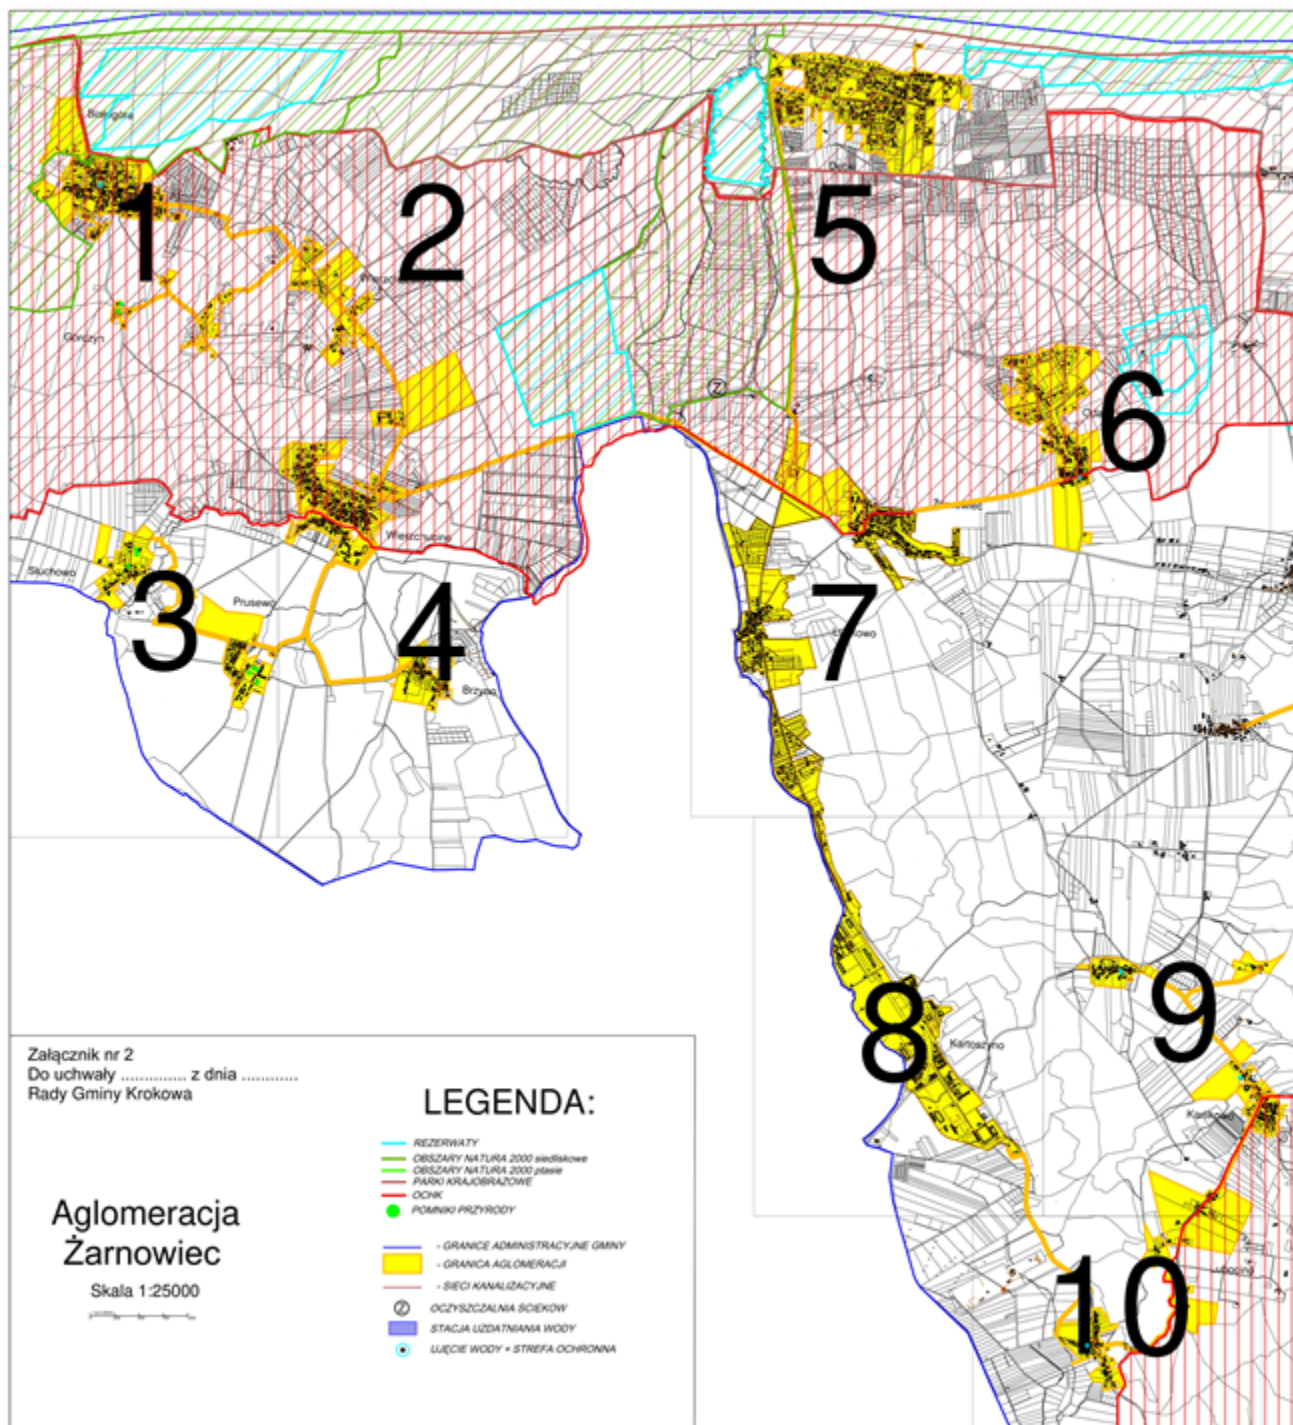 Białogóra
1
2
5
Górczyn
6
Wierzchucino
Słuchowo
3
Prusewo
4
7
Brzyno
8
9
Kartoszyno
Załącznik nr 2
Do uchwały .............. z dnia ............
Rady Gminy Krokowa
LEGENDA:
REZERWATY
OBSZARY NATURA 2000 siedliskowe
OBSZARY NATURA 2000 ptasie
PARKI KRAJOBRAZOWE
OCHK
POMNIKI PRZYRODY
Aglomeracja
Żarnowiec
Skala 1:25000
- GRANICE ADMINISTRACYJNE GMINY
- GRANICA AGLOMERACJI
- SIECI KANALIZACYJNE
Z OCZYSZCZALNIA SCIEKOW
STACJA UZDATNIANIA WODY
UJĘCIE WODY + STREFA OCHRONNA
10